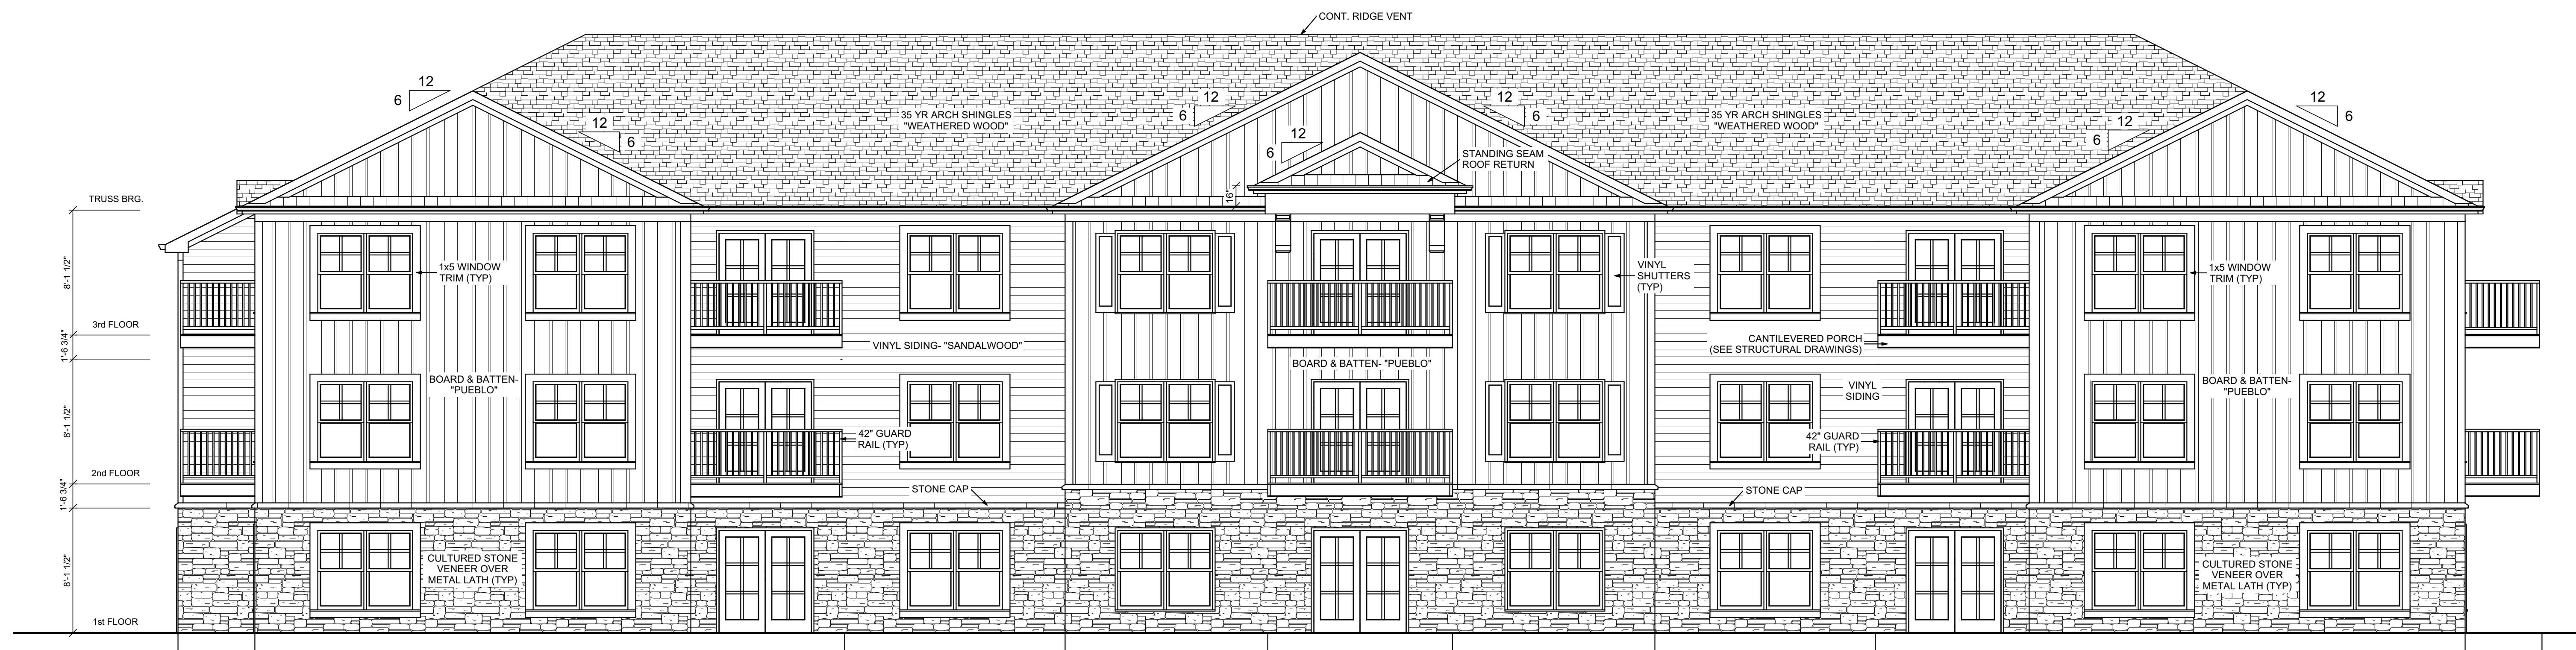 CONT. RIDGE VENT
12
6
12
6
35 YR ARCH SHINGLES
"WEATHERED WOOD"
12
6
12
6
12
6
STANDING SEAM
ROOF RETURN
16"
35 YR ARCH SHINGLES
"WEATHERED WOOD"
12
6
12
6
TRUSS BRG.
8'-1 1/2"
1x5 WINDOW
TRIM (TYP)
VINYL
SHUTTERS
(TYP)
1x5 WINDOW
TRIM (TYP)
3rd FLOOR
1'-6 3/4"
VINYL SIDING- "SANDALWOOD"
CANTILEVERED PORCH
(SEE STRUCTURAL DRAWINGS)
BOARD & BATTEN- "PUEBLO"
BOARD & BATTEN-
"PUEBLO"
VINYL
SIDING
BOARD & BATTEN-
"PUEBLO"
8'-1 1/2"
42" GUARD
RAIL (TYP)
42" GUARD
RAIL (TYP)
2nd FLOOR
1'-6 3/4"
STONE CAP
STONE CAP
8'-1 1/2"
CULTURED STONE
VENEER OVER
METAL LATH (TYP)
CULTURED STONE
VENEER OVER
METAL LATH (TYP)
1st FLOOR